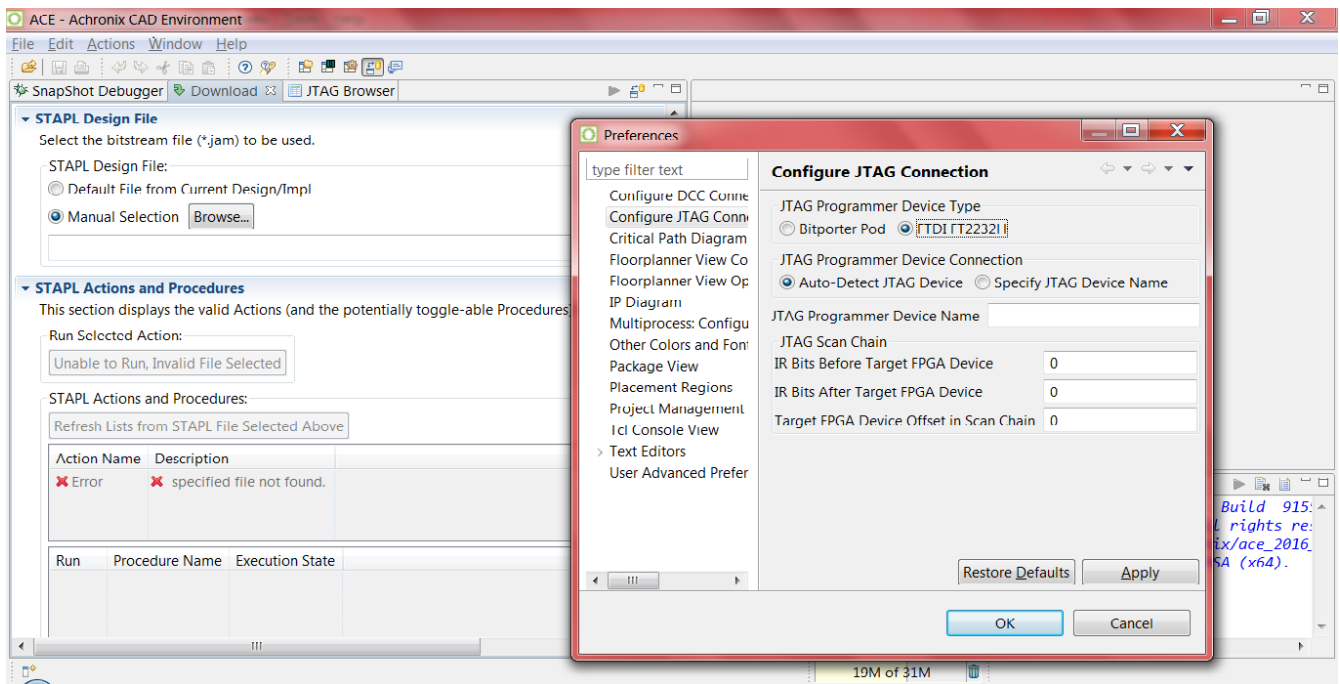 ACE - Achronix CAD Environment
File Edit Actions Window Help
SnapShot Debugger Download JTAG Browser
STAPL Design File
Select the bitstream file (*.jam) to be used.
STAPL Design File:
Default File from Current Design/Impl
Manual Selection Browse...
STAPL Actions and Procedures
This section displays the valid Actions (and the potentially toggle-able Procedures)
Run Selected Action:
Unable to Run, Invalid File Selected
STAPL Actions and Procedures:
Refresh Lists from STAPL File Selected Above
Action Name Description
Error specified file not found.
Run Procedure Name Execution State
Preferences
type filter text
Configure DCC Conne
Configure JTAG Conn
Critical Path Diagram
Floorplanner View Co
Floorplanner View Op
IP Diagram
Multiprocess: Configu
Other Colors and Fon
Package View
Placement Regions
Project Management
Tcl Console View
Text Editors
User Advanced Prefer
Configure JTAG Connection
JTAG Programmer Device Type
Bitporter Pod FTDI FT2232H
JTAG Programmer Device Connection
Auto-Detect JTAG Device Specify JTAG Device Name
JTAG Programmer Device Name
JTAG Scan Chain
IR Bits Before Target FPGA Device 0
IR Bits After Target FPGA Device 0
Target FPGA Device Offset in Scan Chain 0
Restore Defaults Apply
OK Cancel
Build 915
l rights re
ix/ace_2016_
SA (x64).
19M of 31M